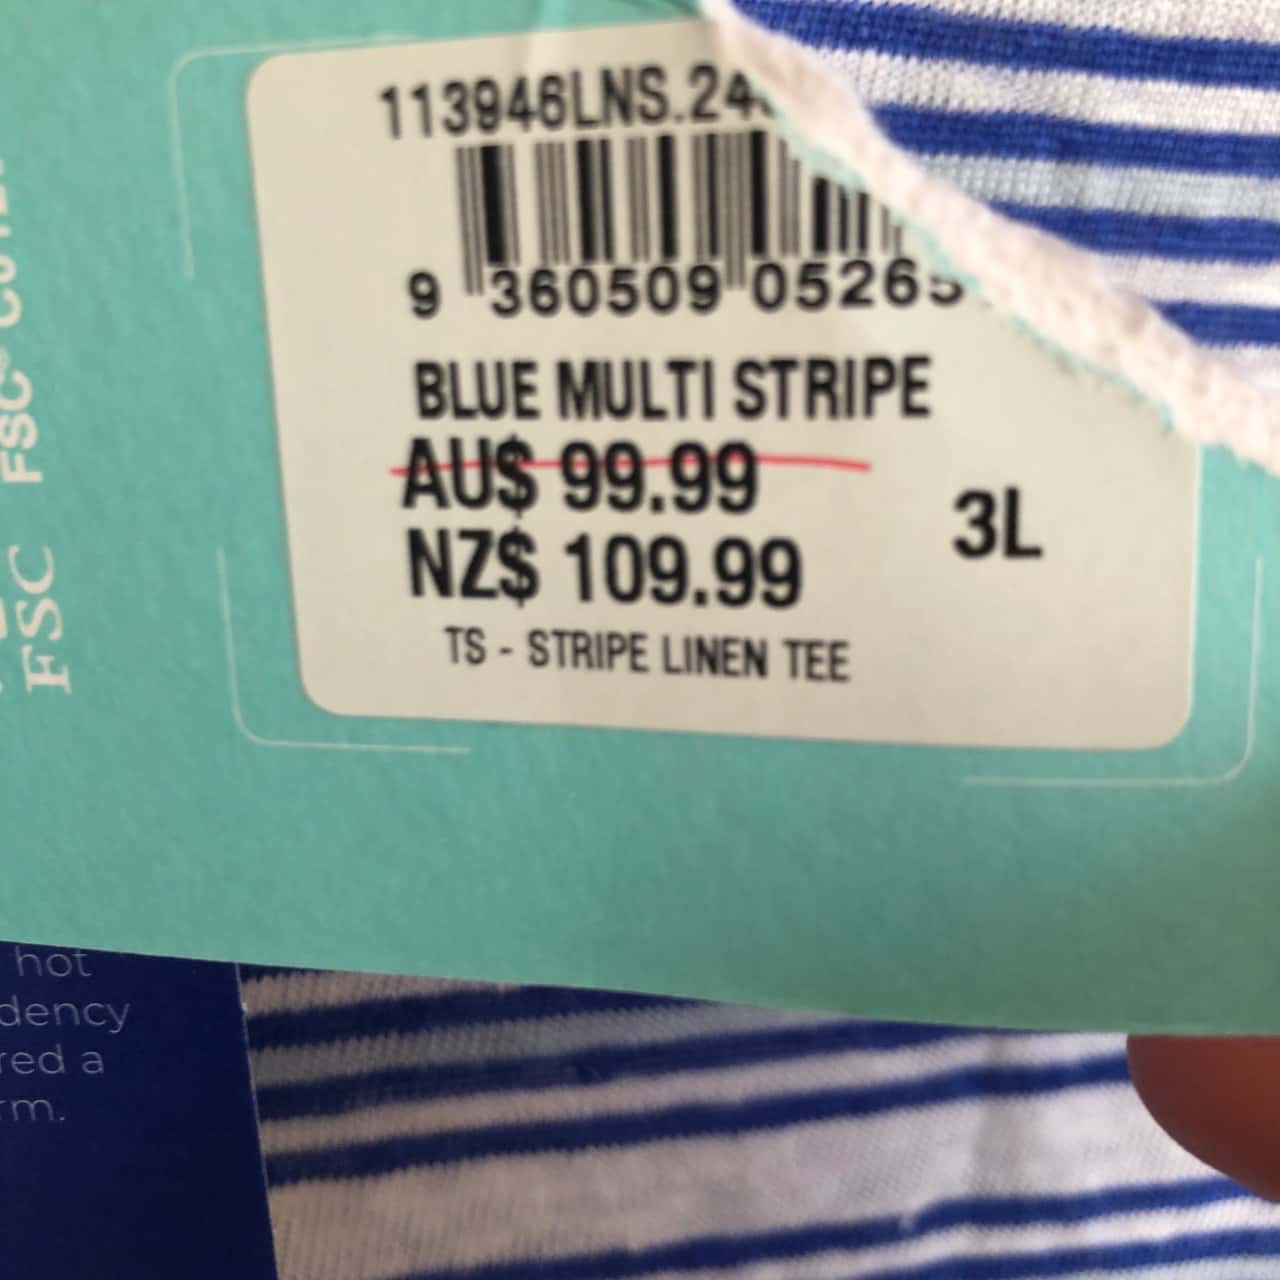 113946LNS.24
9 360509 05265
BLUE MULTI STRIPE
AU$ 99.99
NZ$ 109.99
3L
TS - STRIPE LINEN TEE
FSC® C0
FSC
hot
dency
red a
rm.